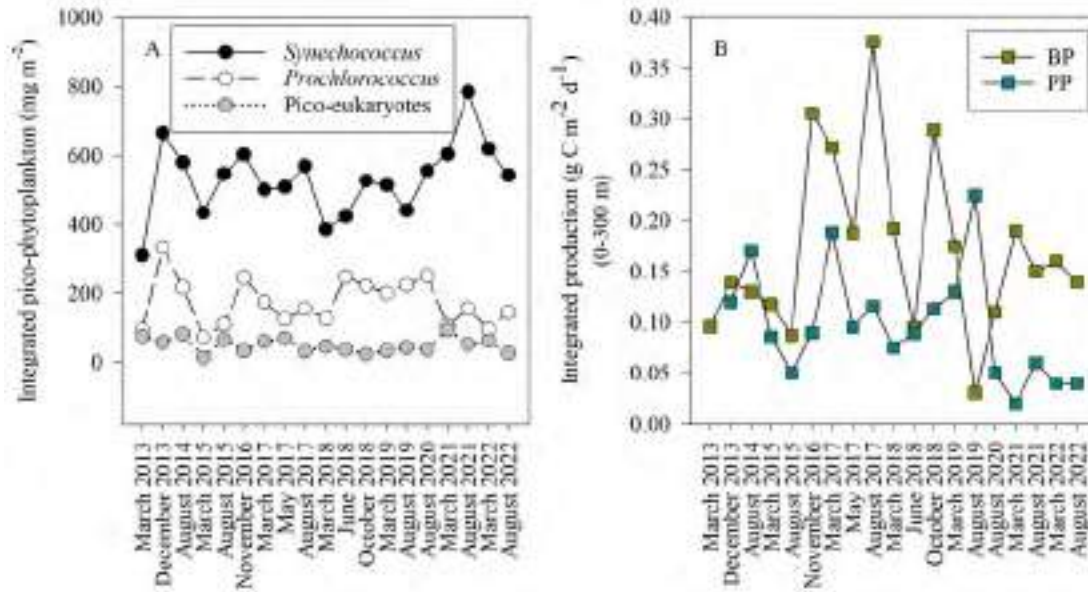 A
Synechococcus
Prochlorococcus
Pico-eukaryotes
Integrated pico-phytoplankton (mg m⁻²)
1000
800
600
400
200
0
March 2013
December 2013
August 2014
March 2015
August 2015
November 2016
March 2017
May 2017
August 2017
March 2018
June 2018
October 2018
March 2019
August 2019
August 2020
March 2021
August 2021
March 2022
August 2022
B
BP
PP
Integrated production (g C m⁻² d⁻¹)
(0-300 m)
0.40
0.35
0.30
0.25
0.20
0.15
0.10
0.05
0.00
March 2013
December 2013
August 2014
March 2015
August 2015
November 2016
March 2017
May 2017
August 2017
March 2018
June 2018
October 2018
March 2019
August 2019
August 2020
March 2021
August 2021
March 2022
August 2022